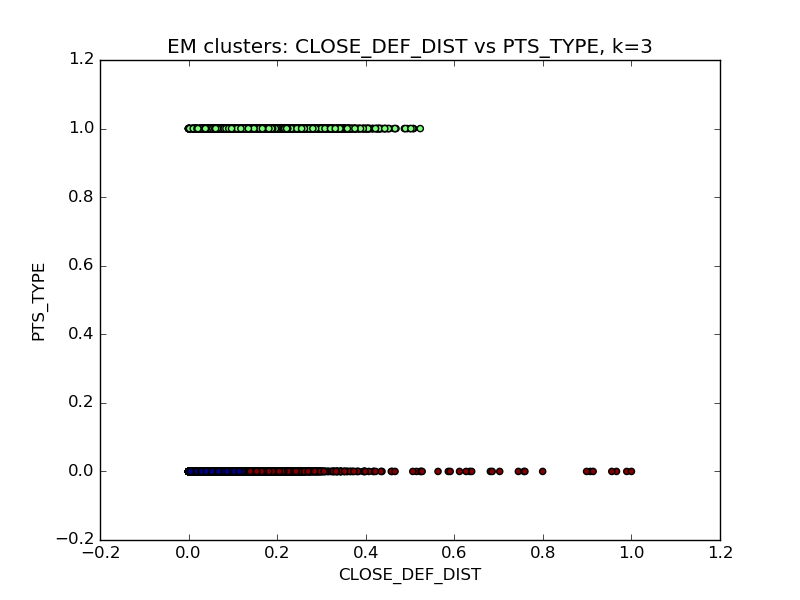 EM clusters: CLOSE_DEF_DIST vs PTS_TYPE, k=3
1.2
1.0
0.8
0.6
0.4
0.2
0.0
−0.2
PTS_TYPE
−0.2 0.0 0.2 0.4 0.6 0.8 1.0 1.2
CLOSE_DEF_DIST